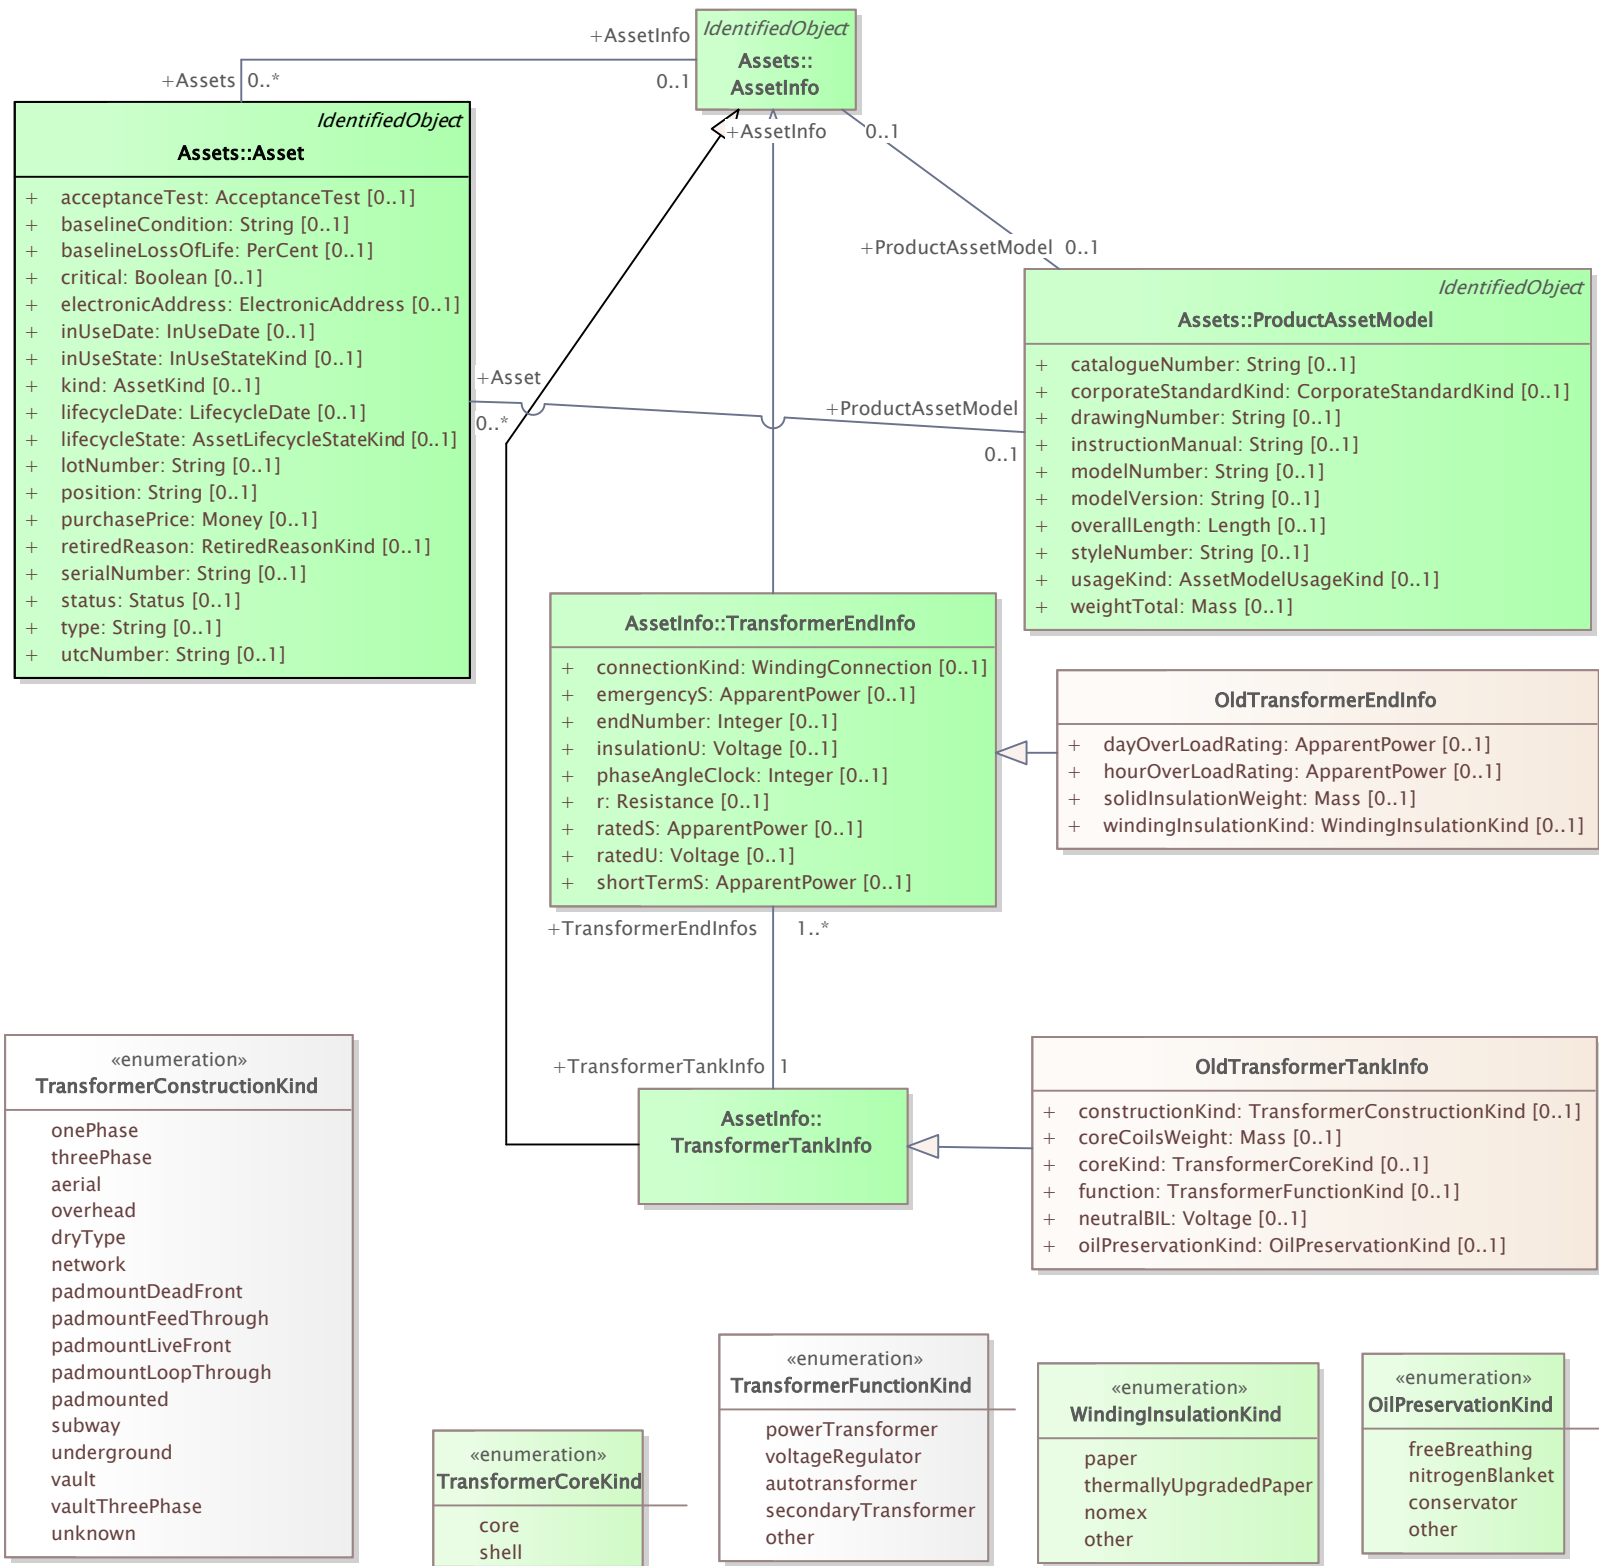 +AssetInfo
IdentifiedObject
Assets::
AssetInfo
+Assets 0..*
0..1
IdentifiedObject
Assets::Asset
+ acceptanceTest: AcceptanceTest [0..1]
+ baselineCondition: String [0..1]
+ baselineLossOfLife: PerCent [0..1]
+ critical: Boolean [0..1]
+ electronicAddress: ElectronicAddress [0..1]
+ inUseDate: InUseDate [0..1]
+ inUseState: InUseStateKind [0..1]
+ kind: AssetKind [0..1]
+ lifecycleDate: LifecycleDate [0..1]
+ lifecycleState: AssetLifecycleStateKind [0..1]
+ lotNumber: String [0..1]
+ position: String [0..1]
+ purchasePrice: Money [0..1]
+ retiredReason: RetiredReasonKind [0..1]
+ serialNumber: String [0..1]
+ status: Status [0..1]
+ type: String [0..1]
+ utcNumber: String [0..1]
+AssetInfo
0..1
+ProductAssetModel 0..1
IdentifiedObject
Assets::ProductAssetModel
+ catalogueNumber: String [0..1]
+ corporateStandardKind: CorporateStandardKind [0..1]
+ drawingNumber: String [0..1]
+ instructionManual: String [0..1]
+ modelNumber: String [0..1]
+ modelVersion: String [0..1]
+ overallLength: Length [0..1]
+ styleNumber: String [0..1]
+ usageKind: AssetModelUsageKind [0..1]
+ weightTotal: Mass [0..1]
+Asset
0..*
+ProductAssetModel
0..1
AssetInfo::TransformerEndInfo
+ connectionKind: WindingConnection [0..1]
+ emergencyS: ApparentPower [0..1]
+ endNumber: Integer [0..1]
+ insulationU: Voltage [0..1]
+ phaseAngleClock: Integer [0..1]
+ r: Resistance [0..1]
+ ratedS: ApparentPower [0..1]
+ ratedU: Voltage [0..1]
+ shortTermS: ApparentPower [0..1]
OldTransformerEndInfo
+ dayOverLoadRating: ApparentPower [0..1]
+ hourOverLoadRating: ApparentPower [0..1]
+ solidInsulationWeight: Mass [0..1]
+ windingInsulationKind: WindingInsulationKind [0..1]
+TransformerEndInfos 1..*
+TransformerTankInfo 1
AssetInfo::
TransformerTankInfo
OldTransformerTankInfo
+ constructionKind: TransformerConstructionKind [0..1]
+ coreCoilsWeight: Mass [0..1]
+ coreKind: TransformerCoreKind [0..1]
+ function: TransformerFunctionKind [0..1]
+ neutralBIL: Voltage [0..1]
+ oilPreservationKind: OilPreservationKind [0..1]
«enumeration»
TransformerConstructionKind
onePhase
threePhase
aerial
overhead
dryType
network
padmountDeadFront
padmountFeedThrough
padmountLiveFront
padmountLoopThrough
padmounted
subway
underground
vault
vaultThreePhase
unknown
«enumeration»
TransformerCoreKind
core
shell
«enumeration»
TransformerFunctionKind
powerTransformer
voltageRegulator
autotransformer
secondaryTransformer
other
«enumeration»
WindingInsulationKind
paper
thermallyUpgradedPaper
nomex
other
«enumeration»
OilPreservationKind
freeBreathing
nitrogenBlanket
conservator
other